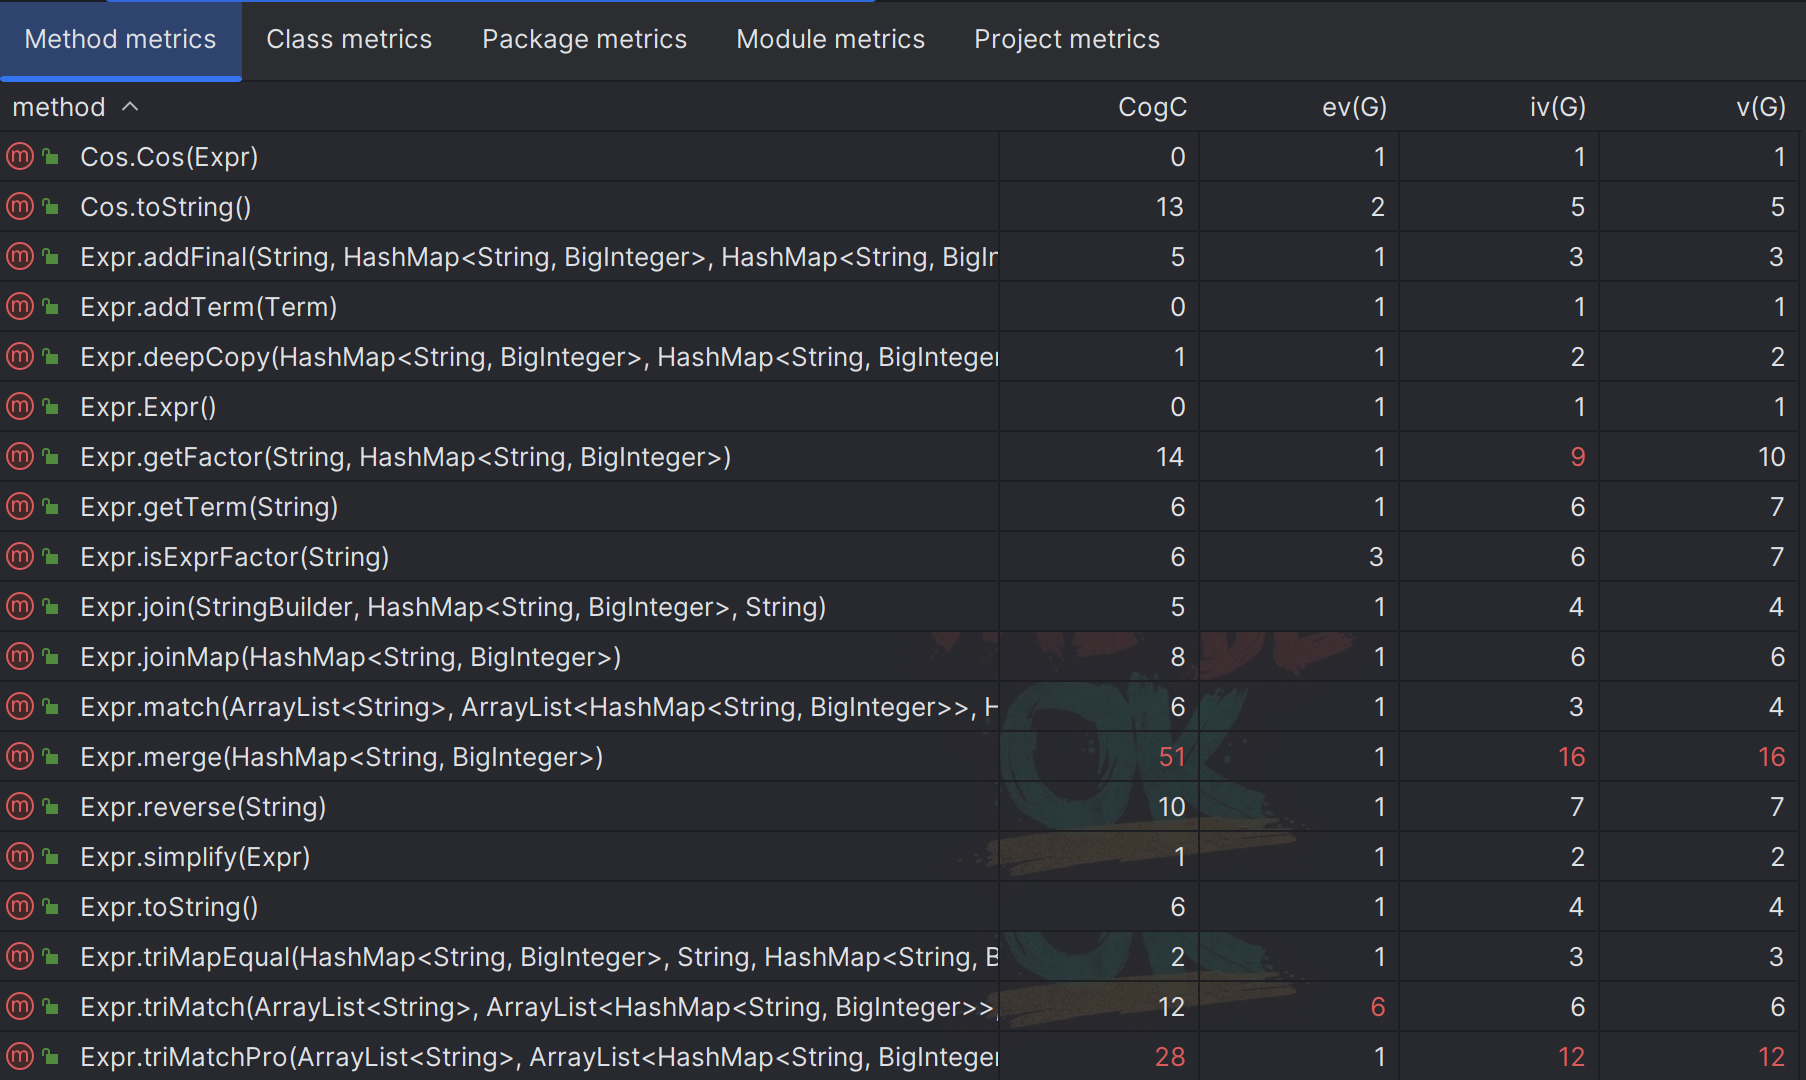 Method metrics Class metrics Package metrics Module metrics Project metrics
method CogC ev(G) iv(G) v(G)
m Cos.Cos(Expr) 0 1 1 1
m Cos.toString() 13 2 5 5
m Expr.addFinal(String, HashMap<String, BigInteger>, HashMap<String, BigIn 5 1 3 3
m Expr.addTerm(Term) 0 1 1 1
m Expr.deepCopy(HashMap<String, BigInteger>, HashMap<String, BigInteger 1 1 2 2
m Expr.Expr() 0 1 1 1
m Expr.getFactor(String, HashMap<String, BigInteger>) 14 1 9 10
m Expr.getTerm(String) 6 1 6 7
m Expr.isExprFactor(String) 6 3 6 7
m Expr.join(StringBuilder, HashMap<String, BigInteger>, String) 5 1 4 4
m Expr.joinMap(HashMap<String, BigInteger>) 8 1 6 6
m Expr.match(ArrayList<String>, ArrayList<HashMap<String, BigInteger>>, H 6 1 3 4
m Expr.merge(HashMap<String, BigInteger>) 51 1 16 16
m Expr.reverse(String) 10 1 7 7
m Expr.simplify(Expr) 1 1 2 2
m Expr.toString() 6 1 4 4
m Expr.triMapEqual(HashMap<String, BigInteger>, String, HashMap<String, B 2 1 3 3
m Expr.triMatch(ArrayList<String>, ArrayList<HashMap<String, BigInteger>>, 12 6 6 6
m Expr.triMatchPro(ArrayList<String>, ArrayList<HashMap<String, BigInteger 28 1 12 12
OK
OK